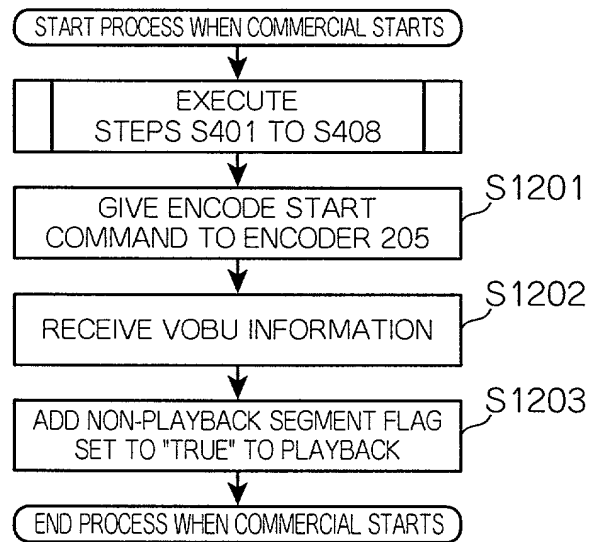 START PROCESS WHEN COMMERCIAL STARTS
EXECUTE
STEPS S401 TO S408
GIVE ENCODE START
COMMAND TO ENCODER 205
S1201
RECEIVE VOBU INFORMATION
S1202
ADD NON-PLAYBACK SEGMENT FLAG
SET TO "TRUE" TO PLAYBACK
S1203
END PROCESS WHEN COMMERCIAL STARTS